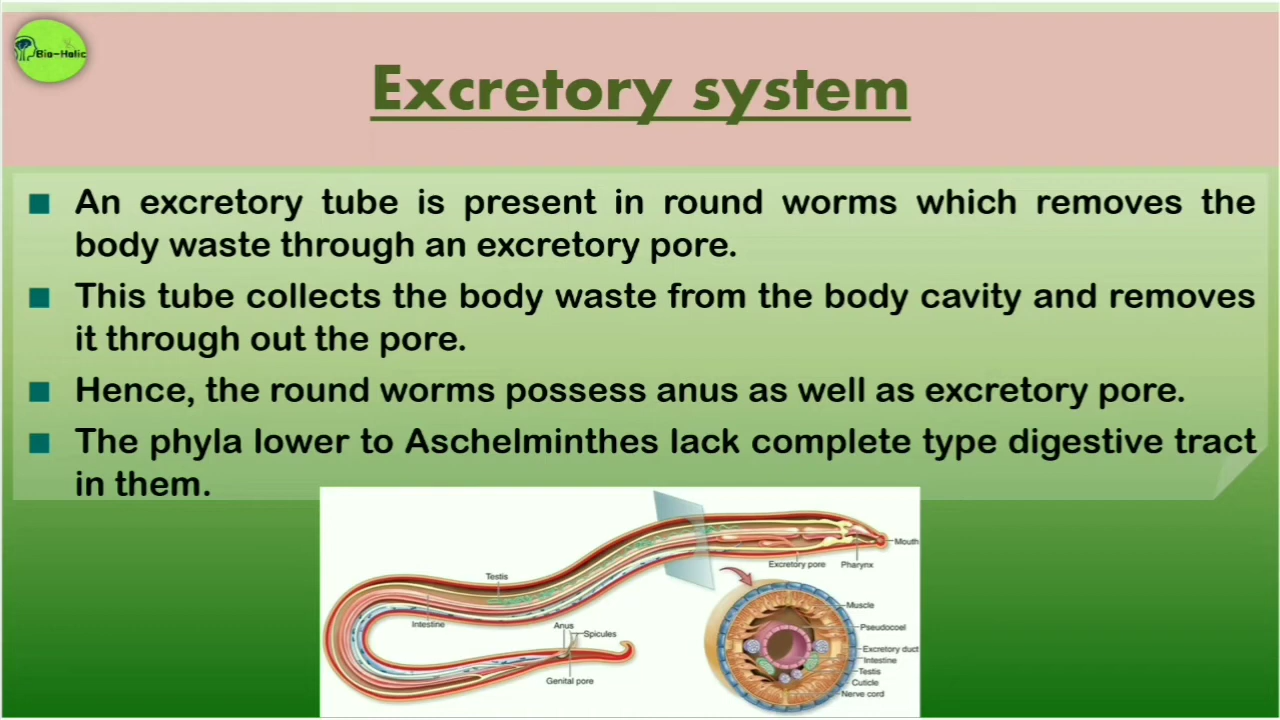 Bio-Holic
Excretory system
An excretory tube is present in round worms which removes the
body waste through an excretory pore.
This tube collects the body waste from the body cavity and removes
it through out the pore.
Hence, the round worms possess anus as well as excretory pore.
The phyla lower to Aschelminthes lack complete type digestive tract
in them.
Mouth
Excretory pore
Pharynx
Testis
Intestine
Anus
Spicules
Genital pore
Muscle
Pseudocoel
Excretory duct
Intestine
Testis
Cuticle
Nerve cord